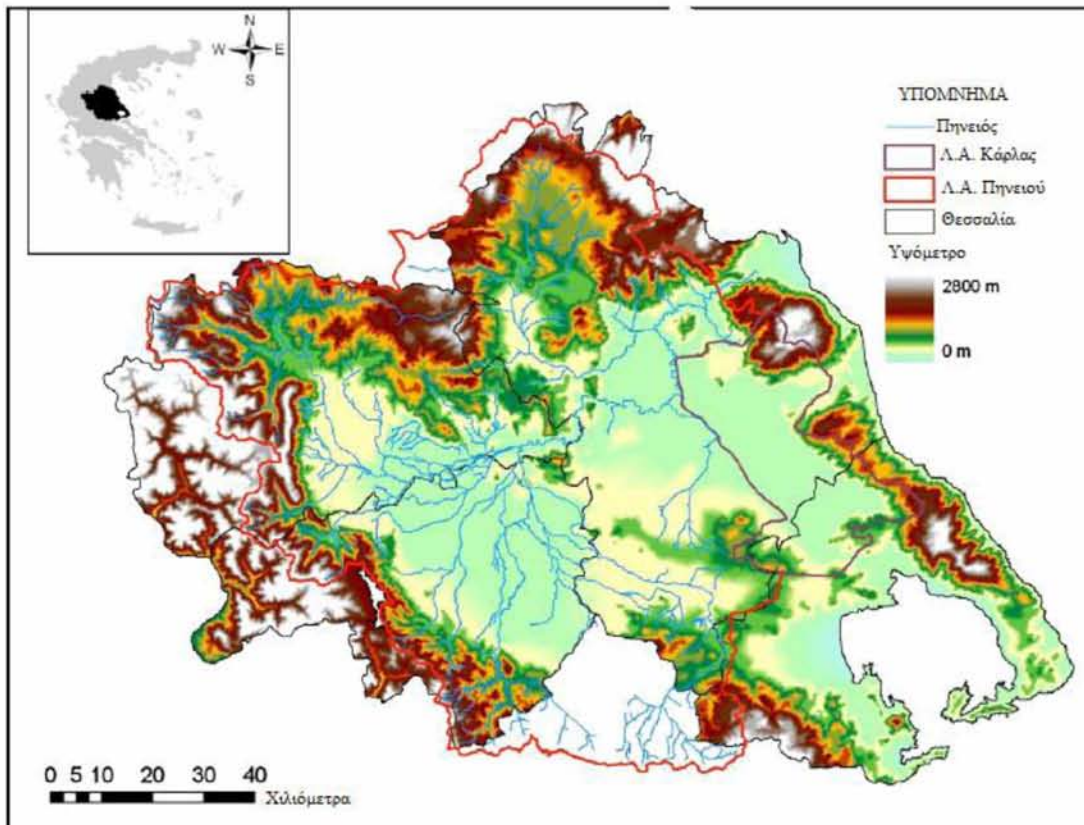 N
W E
S
ΥΠΟΜΝΗΜΑ
Πηνειός
Λ.Α. Κάρλας
Λ.Α. Πηνειού
Θεσσαλία
Υψόμετρο
2800 m
0 m
0 5 10 20 30 40
Χιλιόμετρα